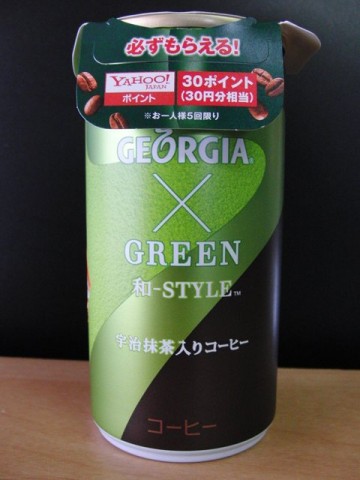 必ずもらえる!
YAHOO!
JAPAN
ポイント
30ポイント
(30円分相当)
※お一人様5回限り
GEORGIA®
×
GREEN
和-STYLE™
宇治抹茶入りコーヒー
コーヒー